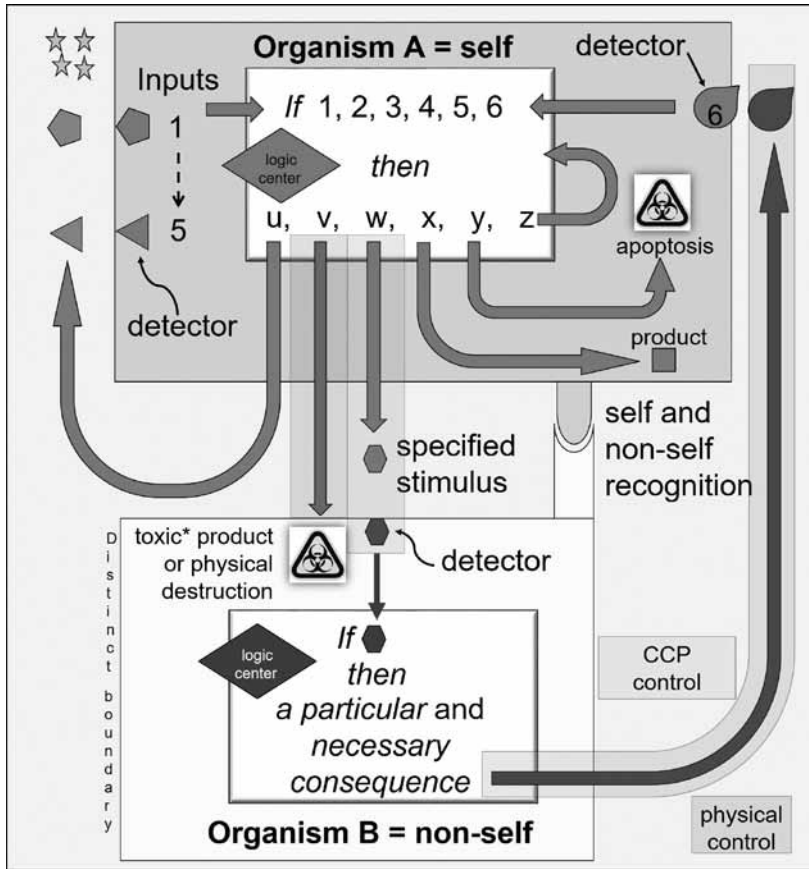 Organism A = self
detector
Inputs
1
If 1, 2, 3, 4, 5, 6
6
logic
center
then
5
u, v, w, x, y, z
apoptosis
detector
product
self and
non-self
recognition
specified
stimulus
Distinct boundary
toxic* product
or physical
destruction
detector
If
logic
center
then
a particular and
necessary
consequence
CCP
control
physical
control
Organism B = non-self